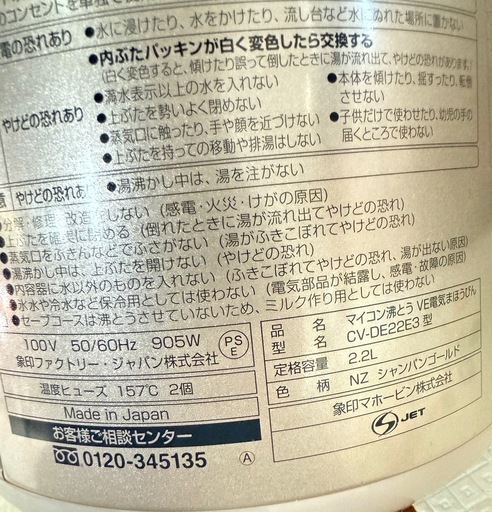 のコンセントを単独で
電の恐れあり
●水に浸けたり、水をかけたり、流し台など水にぬれた場所に置かない
やけどの恐れあり
●内ぶたパッキンが白く変色したら交換する
(白く変色すると、傾けたり誤って倒したときに湯が流れ出て、やけどの恐れがあります。)
●満水表示以上の水を入れない
●上ぶたを勢いよく閉めない
●蒸気口に触ったり、手や顔を近づけない
●上ぶたを持っての移動や排湯はしない
●本体を傾けたり、揺すったり、転倒させない
●子供だけで使わせたり、幼児の手の届くところで使わない
意 やけどの恐れあり
●湯沸かし中は、湯を注がない
分解・修理・改造はしない (感電・火災・けがの原因)
●上ぶたを確実に閉める (倒れたときに湯が流れ出てやけどの恐れ)
●蒸気口をふきんなどでふさがない (湯がふきこぼれてやけどの恐れ)
●湯沸かし中は、上ぶたを開けない (やけどの恐れ)
●内容器に水以外のものを入れない (ふきこぼれてやけどの恐れ、湯が出ない原因)
●氷水や冷水など保冷用としては使わない (電気部品が結露し、感電・故障の原因)
●セーブコースは沸とうさせていないため、ミルク作り用としては使わない
100V 50/60Hz 905W
PS
E
象印ファクトリー・ジャパン株式会社
温度ヒューズ 157℃ 2個
Made in Japan
お客様ご相談センター
0120-345135 Ⓐ
品名 マイコン沸とうVE電気まほうびん
型 CV-DE22E3 型
定格容量 2.2L
色柄 NZ シャンパンゴールド
象印マホービン株式会社
S JET